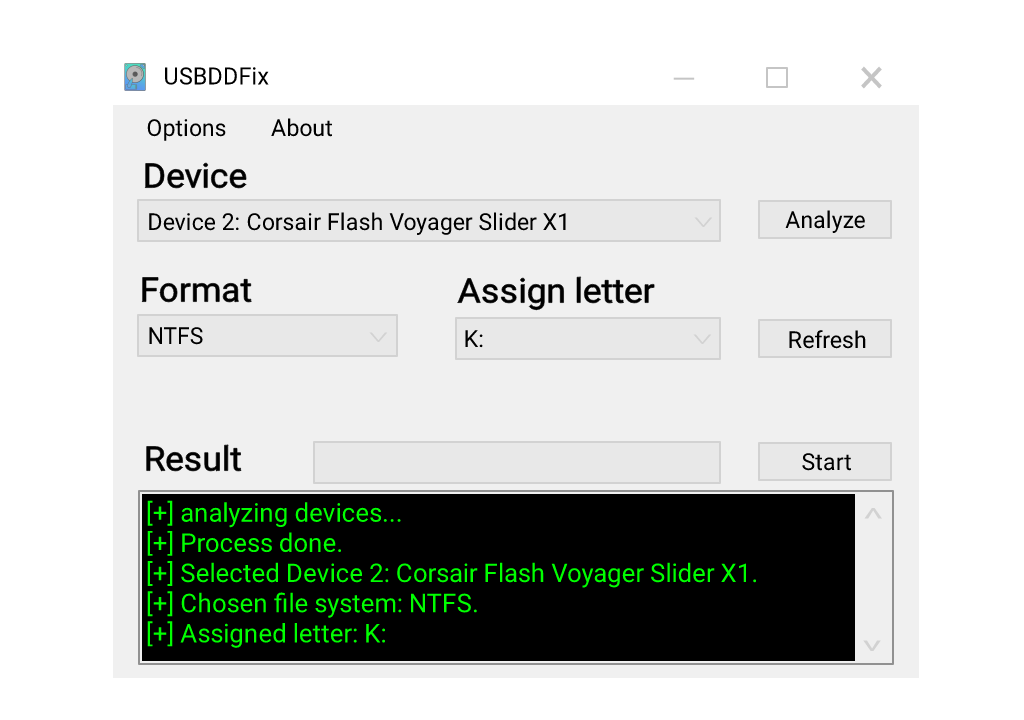 USBDDFix
Options About
Device
Device 2: Corsair Flash Voyager Slider X1 Analyze
Format Assign letter
NTFS K: Refresh
Result Start
[+] analyzing devices...
[+] Process done.
[+] Selected Device 2: Corsair Flash Voyager Slider X1.
[+] Chosen file system: NTFS.
[+] Assigned letter: K: